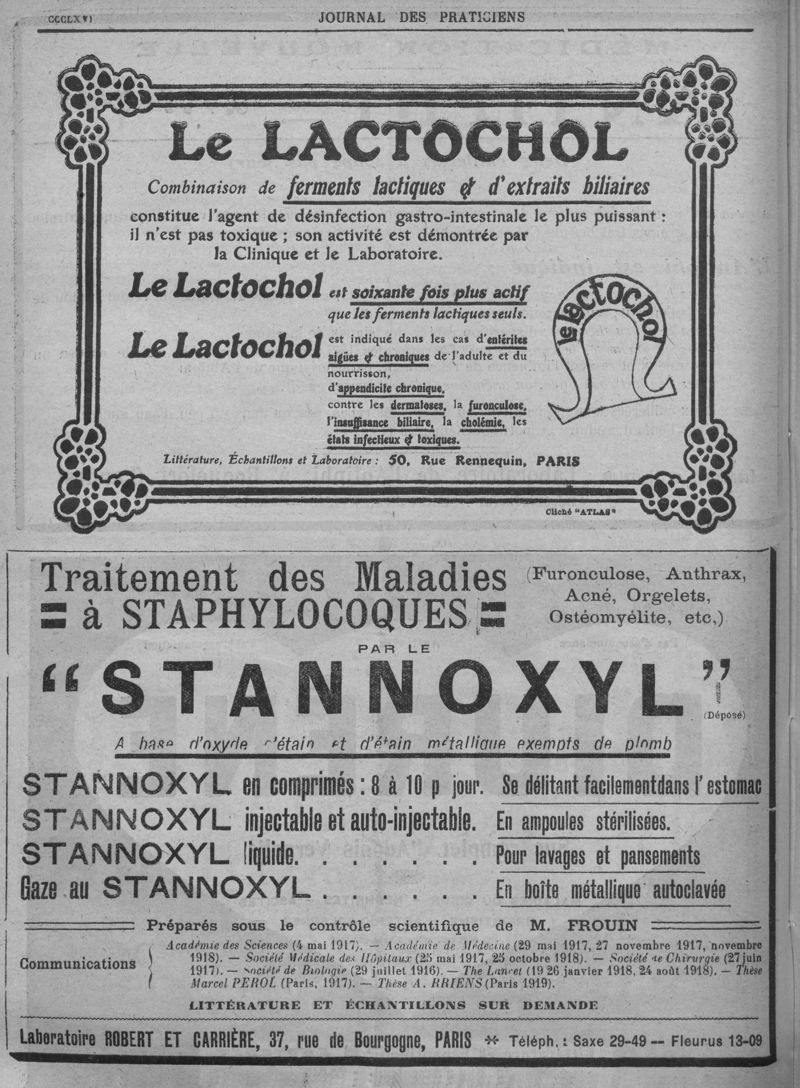 CCCLXVI
JOURNAL DES PRATICIENS
Le LACTOCHOL
Combinaison de ferments lactiques & d'extraits biliaires
constitue l'agent de désinfection gastro-intestinale le plus puissant :
il n'est pas toxique ; son activité est démontrée par
la Clinique et le Laboratoire.
Le Lactochol est soixante fois plus actif
que les ferments lactiques seuls.
Le Lactochol est indiqué dans les cas d'entérites
aigües & chroniques de l'adulte et du
nourrisson,
d'appendicite chronique,
contre les dermatoses, la furonculose,
l'insuffisance biliaire, la cholémie, les
états infectieux & toxiques.
le lactochol
Littérature, Échantillons et Laboratoire : 50, Rue Rennequin, PARIS
Cliché "ATLAS"
Traitement des Maladies
= à STAPHYLOCOQUES =
(Furonculose, Anthrax,
Acné, Orgelets,
Ostéomyélite, etc,)
PAR LE
"STANNOXYL"
(Déposé)
A base d'oxyde d'étain et d'étain métallique exempts de plomb
STANNOXYL en comprimés : 8 à 10 p jour. Se délitant facilementdans l'estomac
STANNOXYL injectable et auto-injectable. En ampoules stérilisées.
STANNOXYL liquide. . . . . . . Pour lavages et pansements
Gaze au STANNOXYL . . . . . . En boîte métallique autoclavée
Préparés sous le contrôle scientifique de M. FROUIN
Communications
Académie des Sciences (4 mai 1917). — Académie de Médecine (29 mai 1917, 27 novembre 1917, novembre
1918). — Société Médicale des Hôpitaux (25 mai 1917, 25 octobre 1918). — Société de Chirurgie (27 juin
1917). — Société de Biologie (29 juillet 1916). — The Lancet (19 26 janvier 1918, 24 août 1918). — Thèse
Marcel PEROL (Paris, 1917). — Thèse A. BRIENS (Paris 1919).
LITTÉRATURE ET ÉCHANTILLONS SUR DEMANDE
Laboratoire ROBERT ET CARRIÈRE, 37, rue de Bourgogne, PARIS ** Téléph. : Saxe 29-49 — Fleurus 13-09